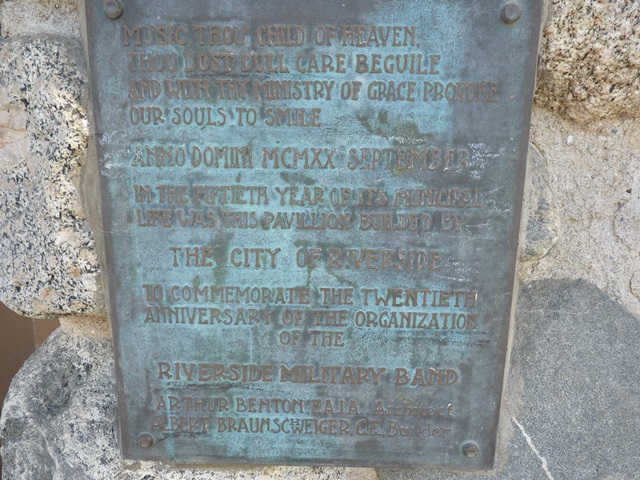 MUSIC THOU CHILD OF HEAVEN,
THOU DOST DULL CARE BEGUILE
AND WITH THY MINISTRY OF GRACE PROVOKE
OUR SOULS TO SMILE
ANNO DOMINI MCMXX SEPTEMBER
IN THE FIFTIETH YEAR OF ITS MUNICIPAL
LIFE WAS THIS PAVILLION BUILDED BY
THE CITY OF RIVERSIDE
TO COMMEMORATE THE TWENTIETH
ANNIVERSARY OF THE ORGANIZATION
OF THE
RIVERSIDE MILITARY BAND
ARTHUR BENTON, F.A.I.A. Architect
ALBERT BRAUNSCHWEIGER, C.E. Builder